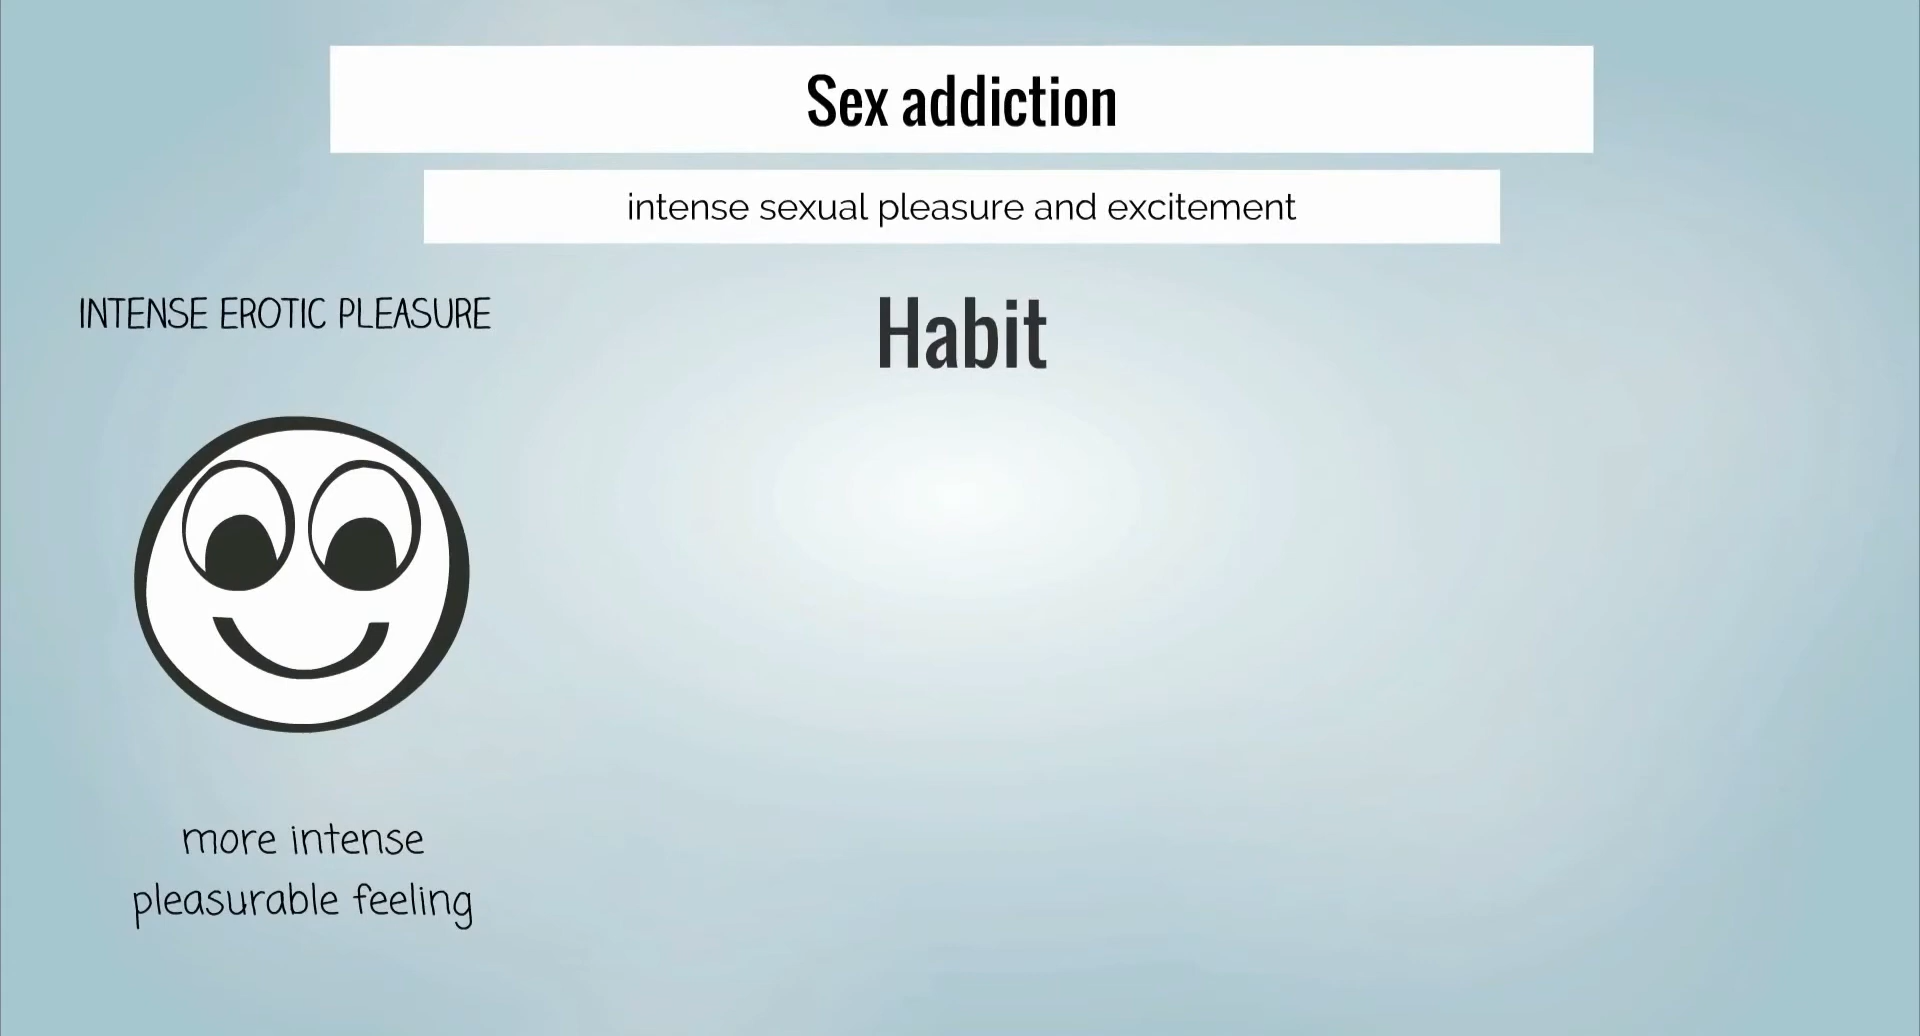 Sex addiction
intense sexual pleasure and excitement
INTENSE EROTIC PLEASURE
Habit
more intense
pleasurable feeling